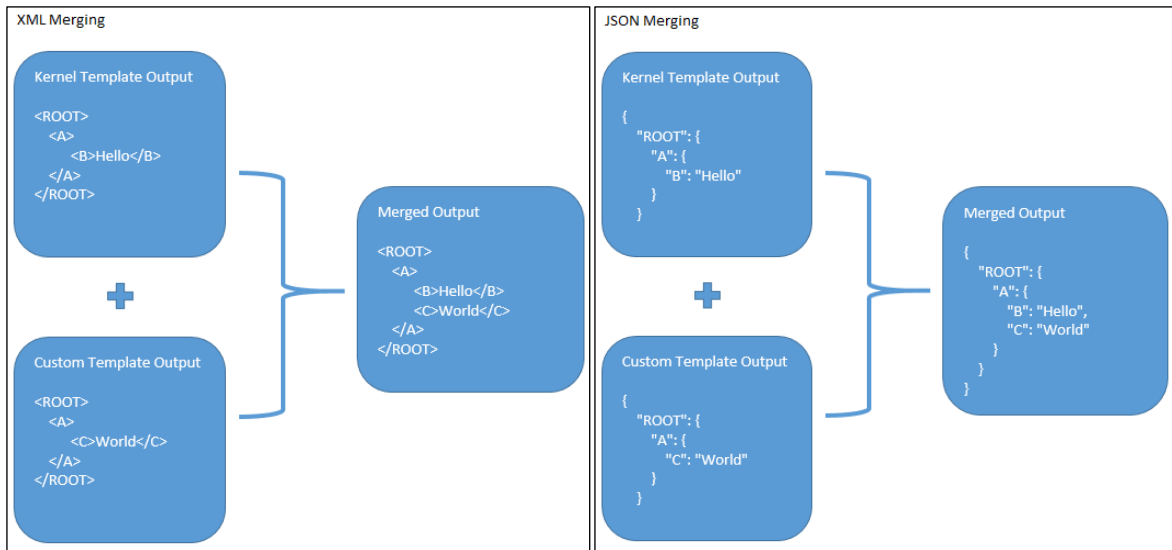 XML Merging
Kernel Template Output
<ROOT>
<A>
<B>Hello</B>
</A>
</ROOT>
Custom Template Output
<ROOT>
<A>
<C>World</C>
</A>
</ROOT>
Merged Output
<ROOT>
<A>
<B>Hello</B>
<C>World</C>
</A>
</ROOT>
JSON Merging
Kernel Template Output
{
"ROOT": {
"A": {
"B": "Hello"
}
}
Custom Template Output
{
"ROOT": {
"A": {
"C": "World"
}
}
Merged Output
{
"ROOT": {
"A": {
"B": "Hello",
"C": "World"
}
}
}